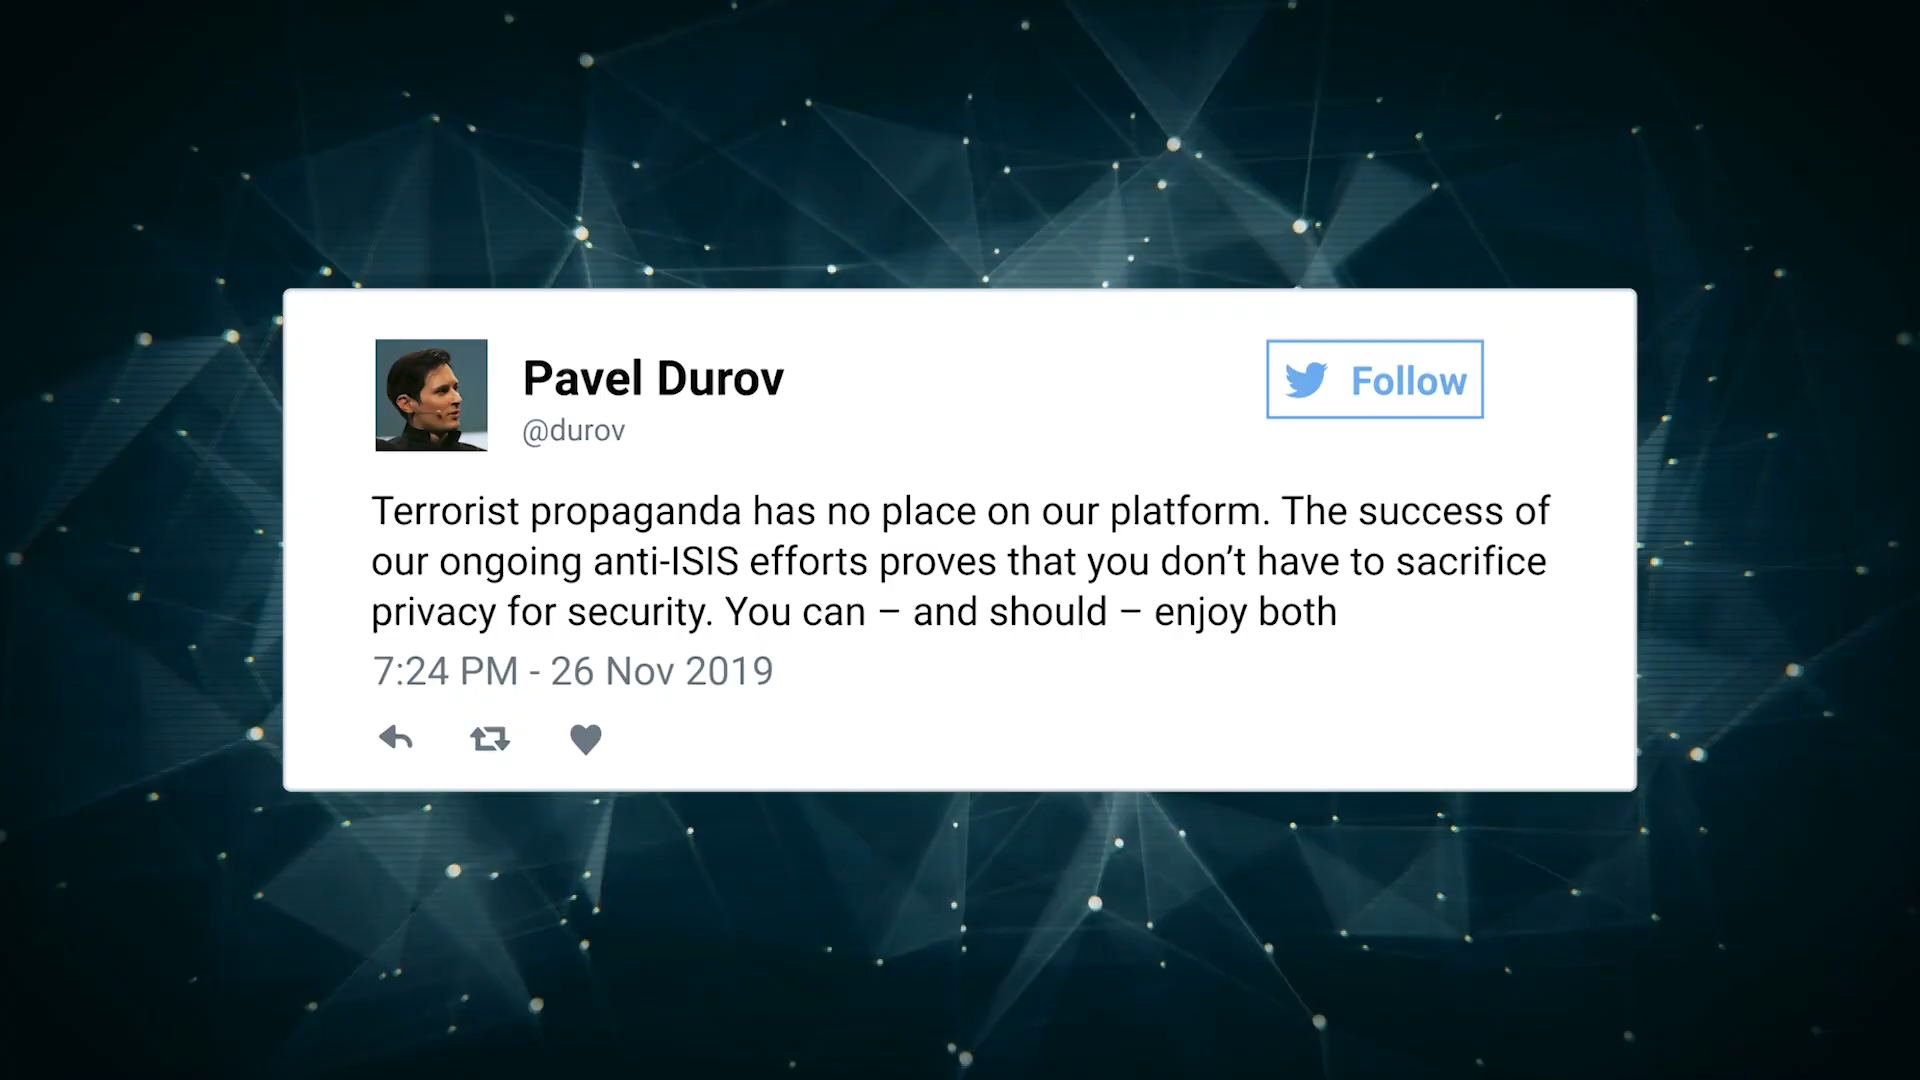 Pavel Durov
@durov
Follow
Terrorist propaganda has no place on our platform. The success of
our ongoing anti-ISIS efforts proves that you don’t have to sacrifice
privacy for security. You can – and should – enjoy both
7:24 PM - 26 Nov 2019